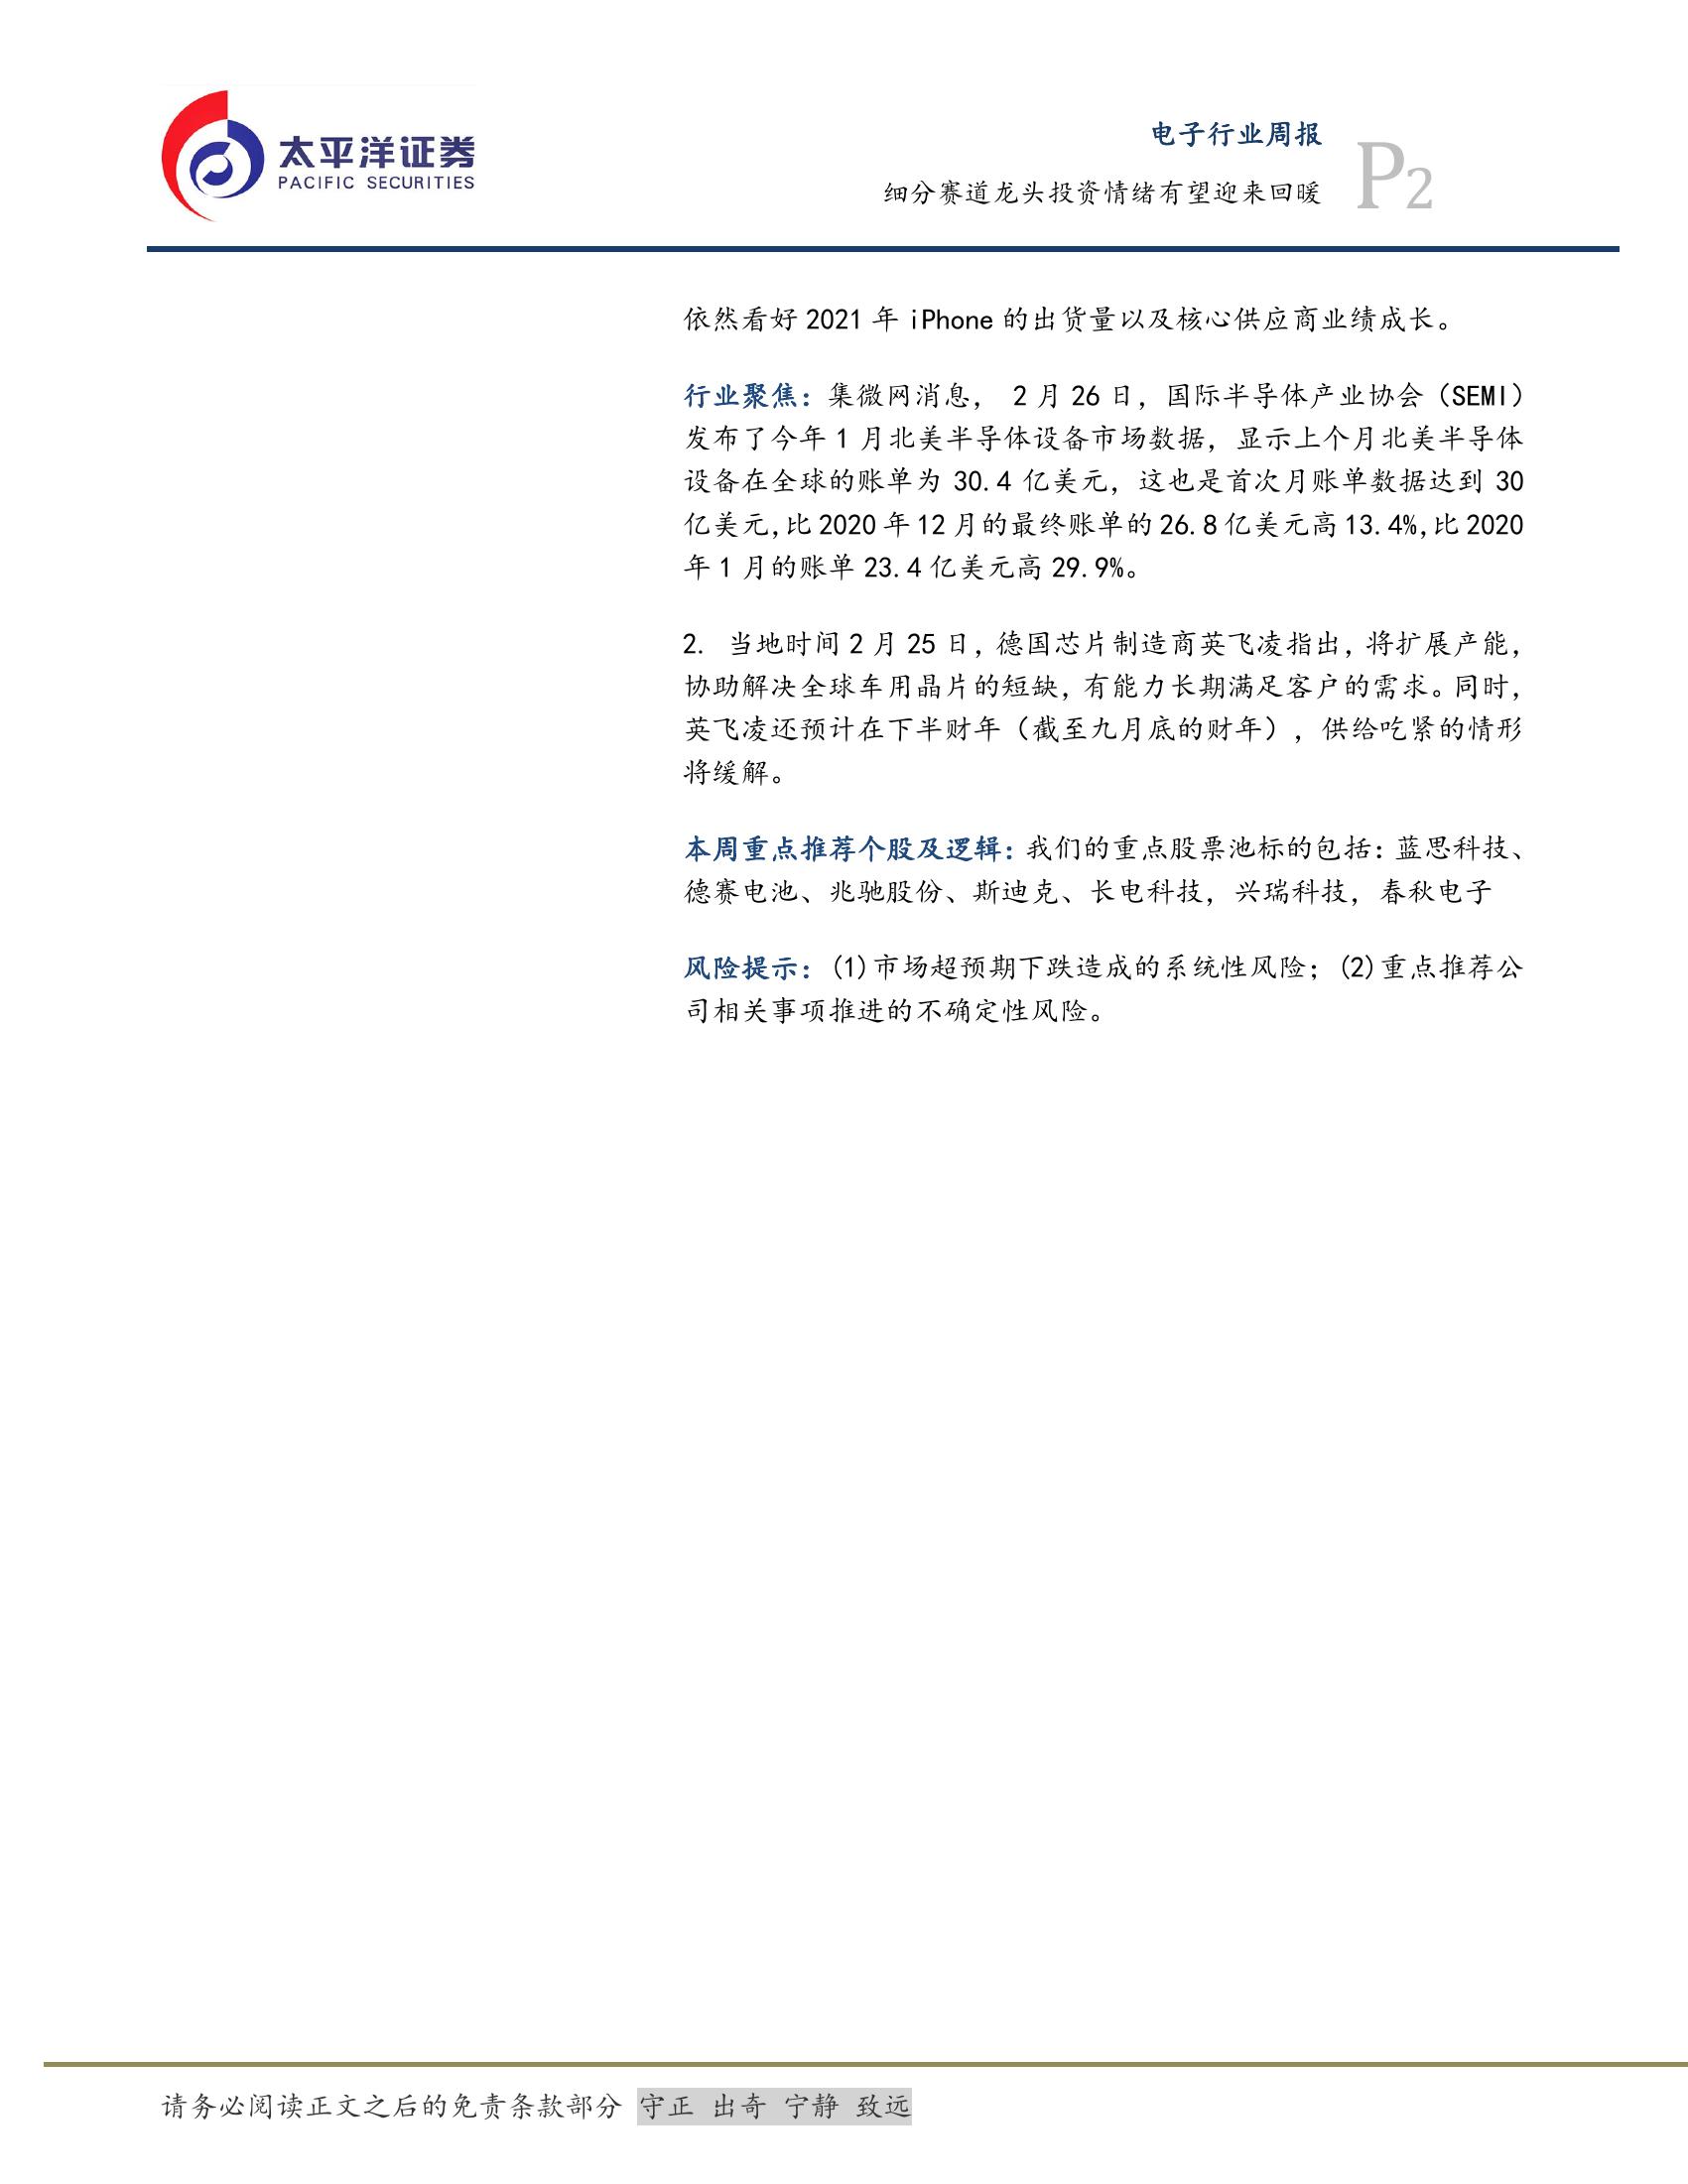 太平洋证券
PACIFIC SECURITIES
电子行业周报
细分赛道龙头投资情绪有望迎来回暖
P2
依然看好 2021 年 iPhone 的出货量以及核心供应商业绩成长。
行业聚焦：集微网消息， 2 月 26 日，国际半导体产业协会（SEMI）
发布了今年 1 月北美半导体设备市场数据，显示上个月北美半导体
设备在全球的账单为 30.4 亿美元，这也是首次月账单数据达到 30
亿美元,比 2020 年 12 月的最终账单的 26.8 亿美元高 13.4%,比 2020
年 1 月的账单 23.4 亿美元高 29.9%。
2. 当地时间 2 月 25 日，德国芯片制造商英飞凌指出，将扩展产能，
协助解决全球车用晶片的短缺，有能力长期满足客户的需求。同时，
英飞凌还预计在下半财年（截至九月底的财年），供给吃紧的情形
将缓解。
本周重点推荐个股及逻辑：我们的重点股票池标的包括：蓝思科技、
德赛电池、兆驰股份、斯迪克、长电科技，兴瑞科技，春秋电子
风险提示：(1)市场超预期下跌造成的系统性风险；(2)重点推荐公
司相关事项推进的不确定性风险。
请务必阅读正文之后的免责条款部分 守正 出奇 宁静 致远